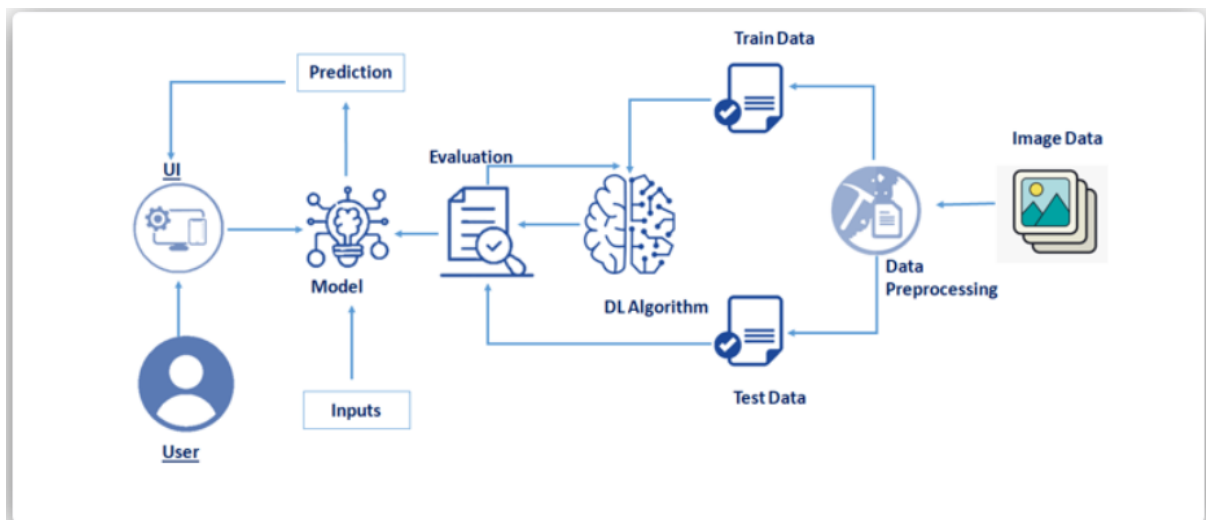 Train Data
Prediction
Image Data
Evaluation
UI
Model
DL Algorithm
Data
Preprocessing
Inputs
Test Data
User